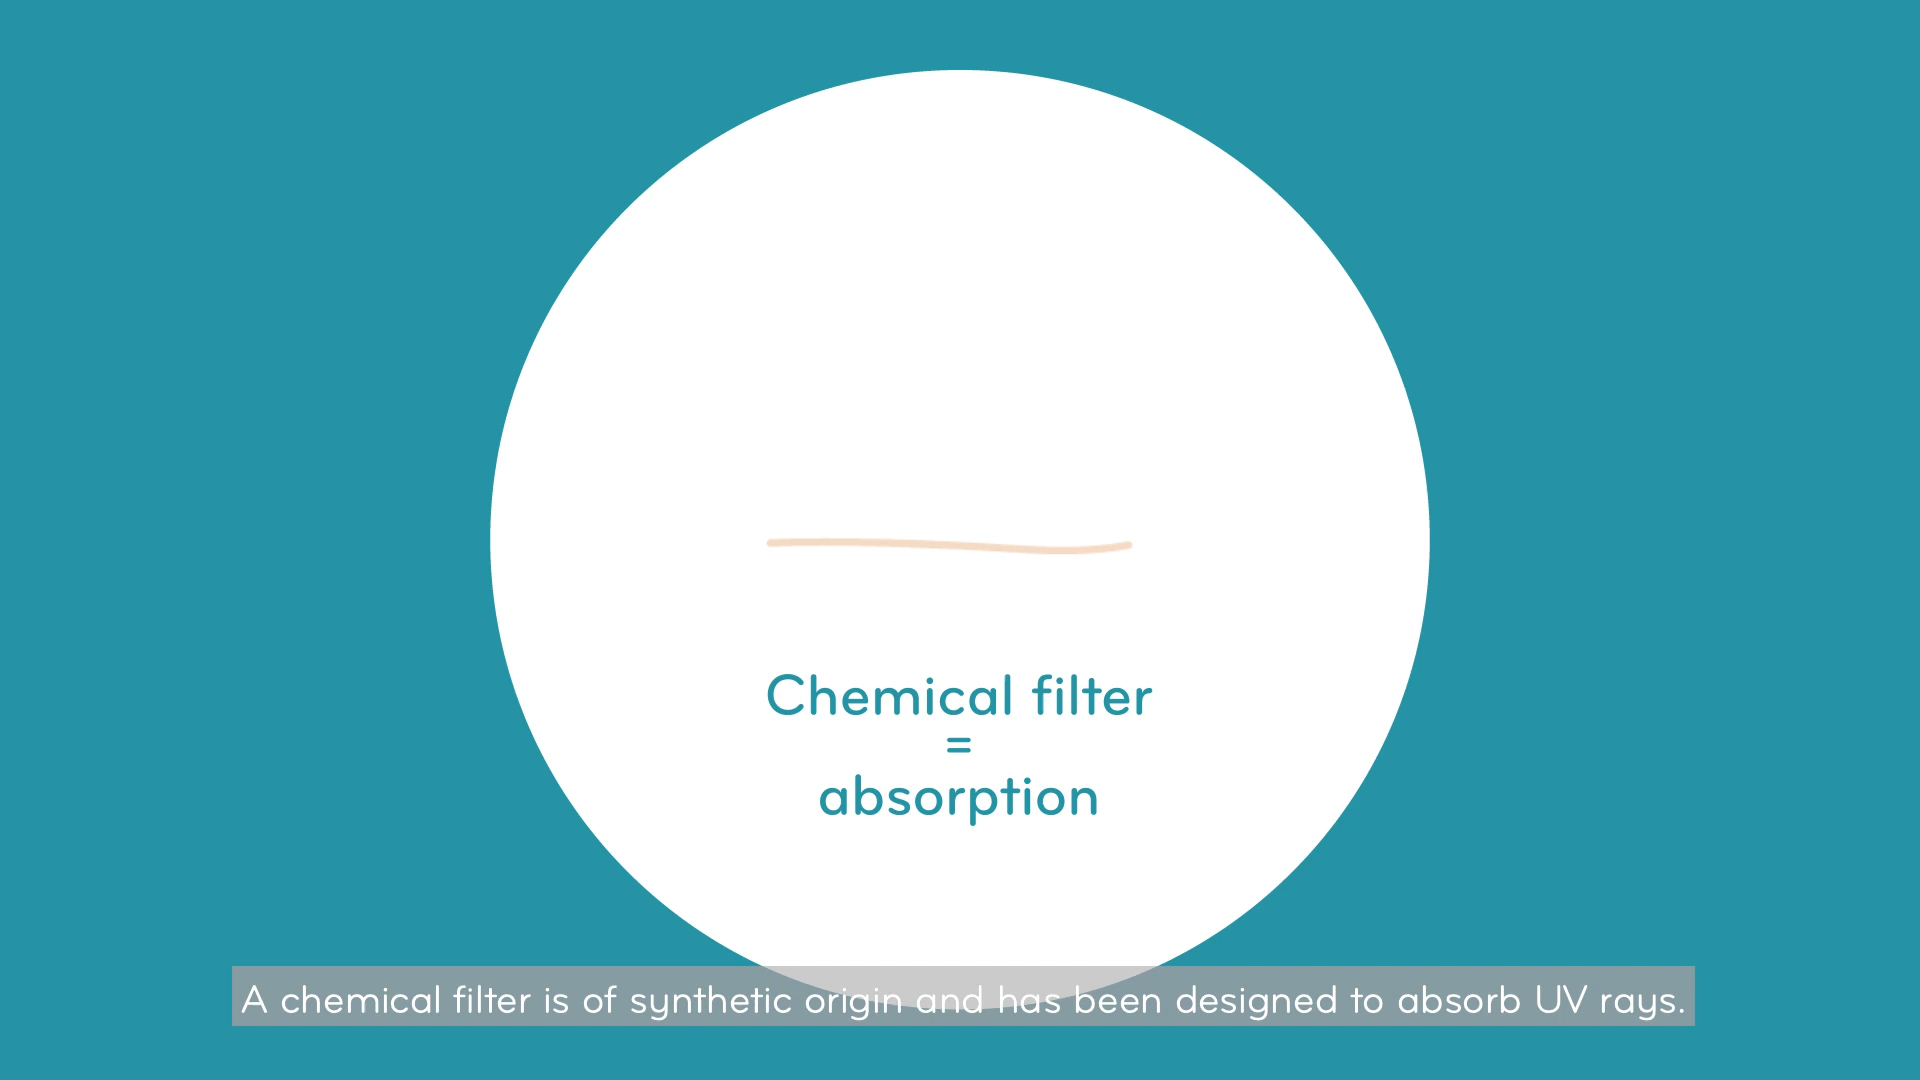 Chemical filter
=
absorption
A chemical filter is of synthetic origin and has been designed to absorb UV rays.